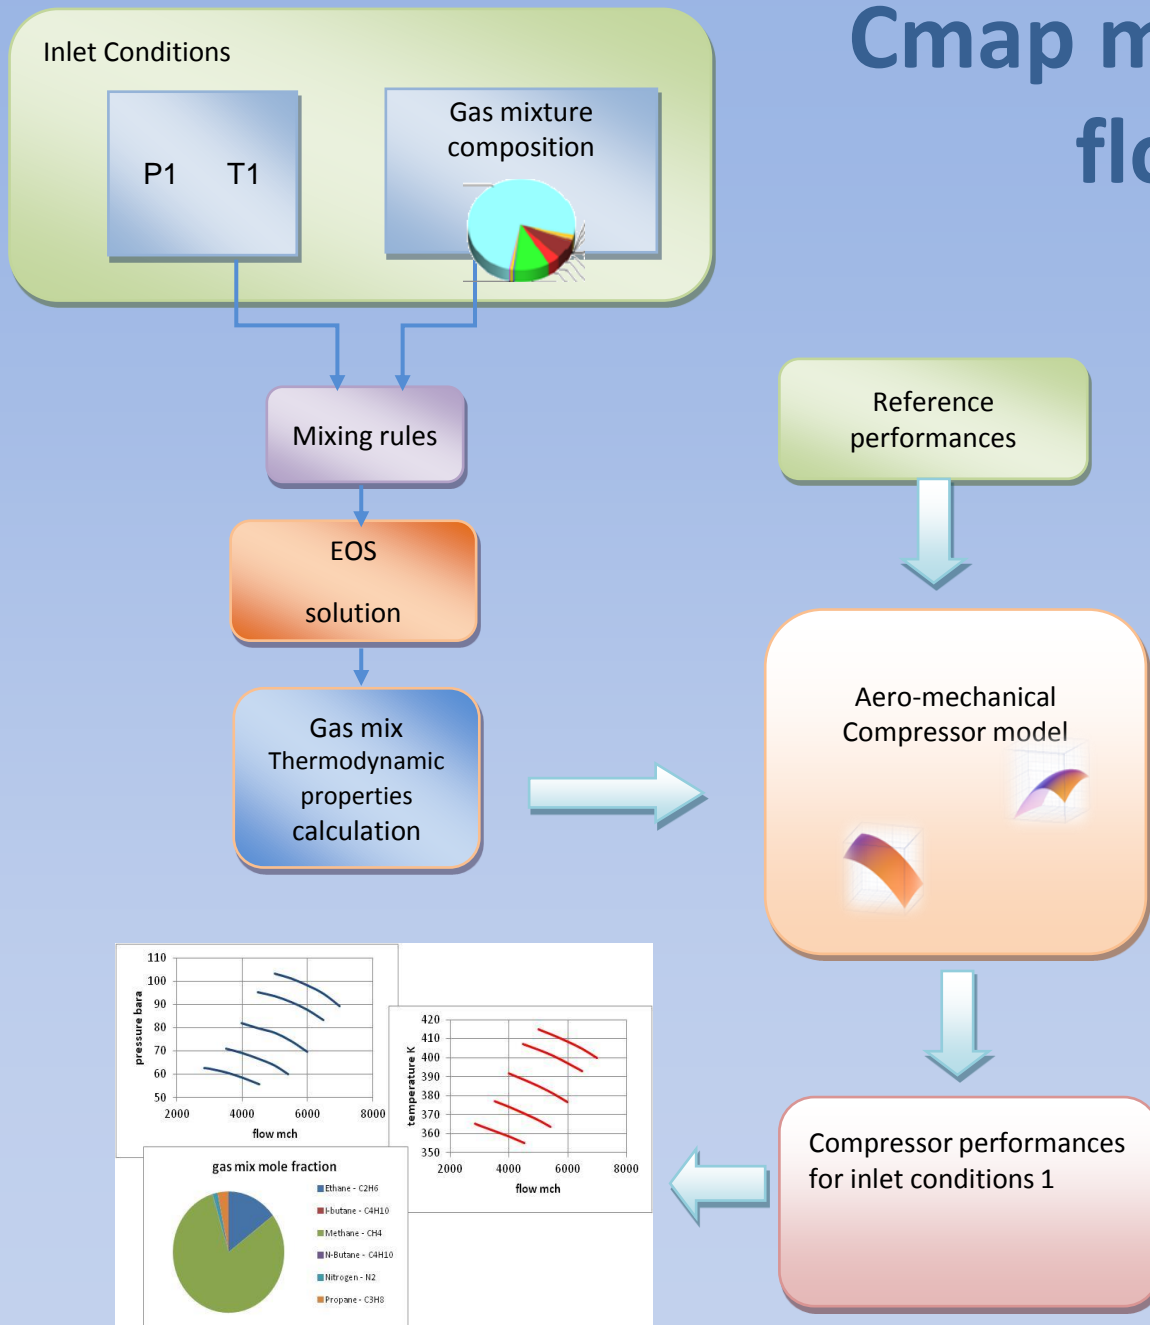 Cmap m
flo
Inlet Conditions
P1 T1
Gas mixture
composition
Mixing rules
EOS
solution
Gas mix
Thermodynamic
properties
calculation
Reference
performances
Aero-mechanical
Compressor model
Compressor performances
for inlet conditions 1
pressure bara
110
100
90
80
70
60
50
2000 4000 6000 8000
flow mch
temperature K
420
410
400
390
380
370
360
350
2000 4000 6000 8000
flow mch
gas mix mole fraction
Ethane - C2H6
I-butane - C4H10
Methane - CH4
N-Butane - C4H10
Nitrogen - N2
Propane - C3H8